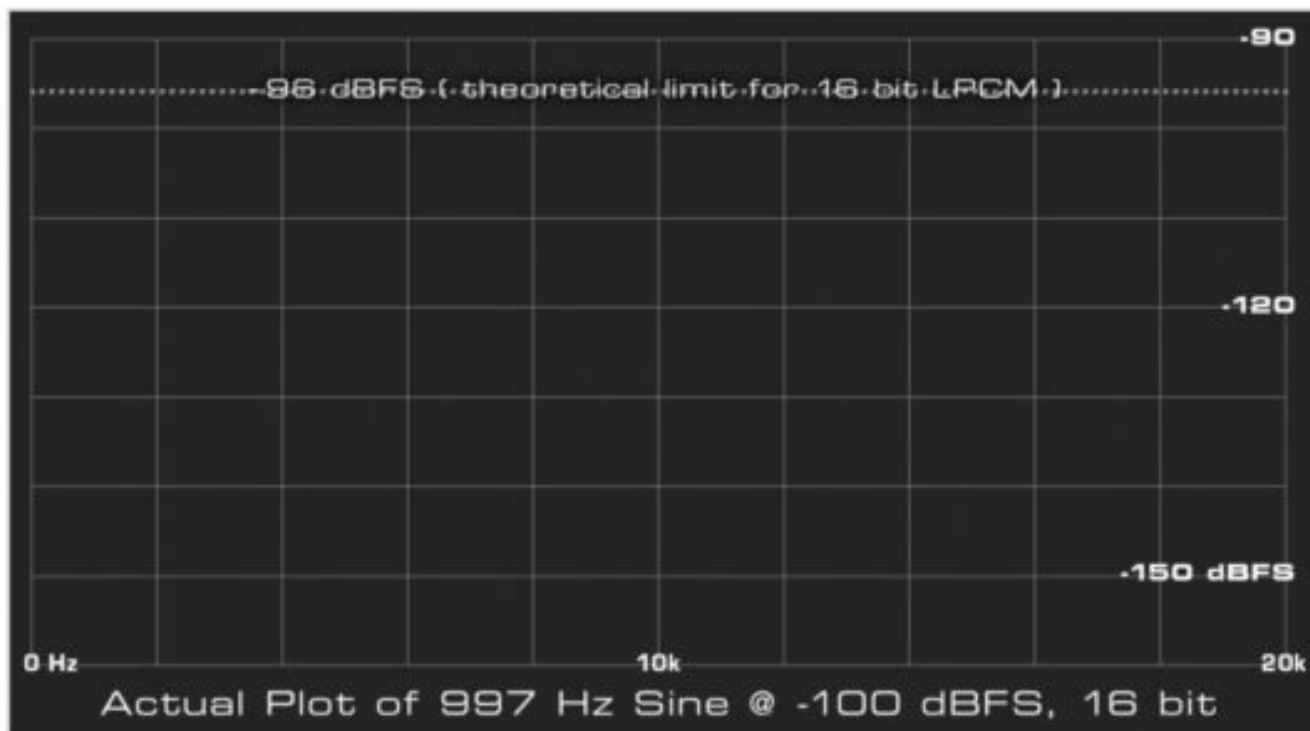 -90
-96 dBFS ( theoretical limit for 16 bit LPCM )
-120
-150 dBFS
0 Hz 10k 20k
Actual Plot of 997 Hz Sine @ -100 dBFS, 16 bit